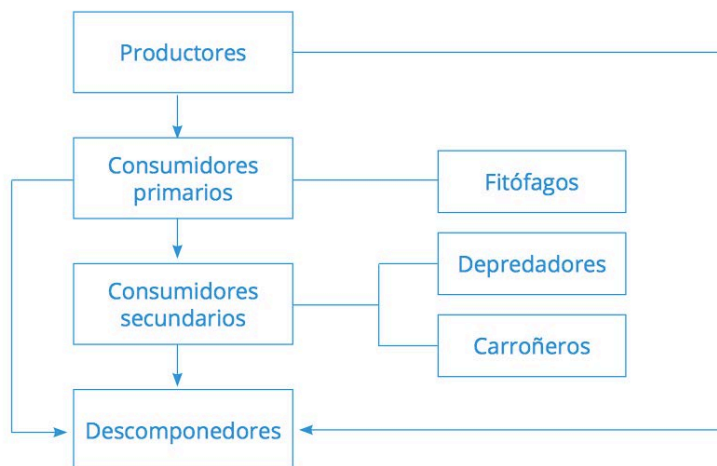 Productores
Consumidores
primarios
Fitófagos
Consumidores
secundarios
Depredadores
Carroñeros
Descomponedores